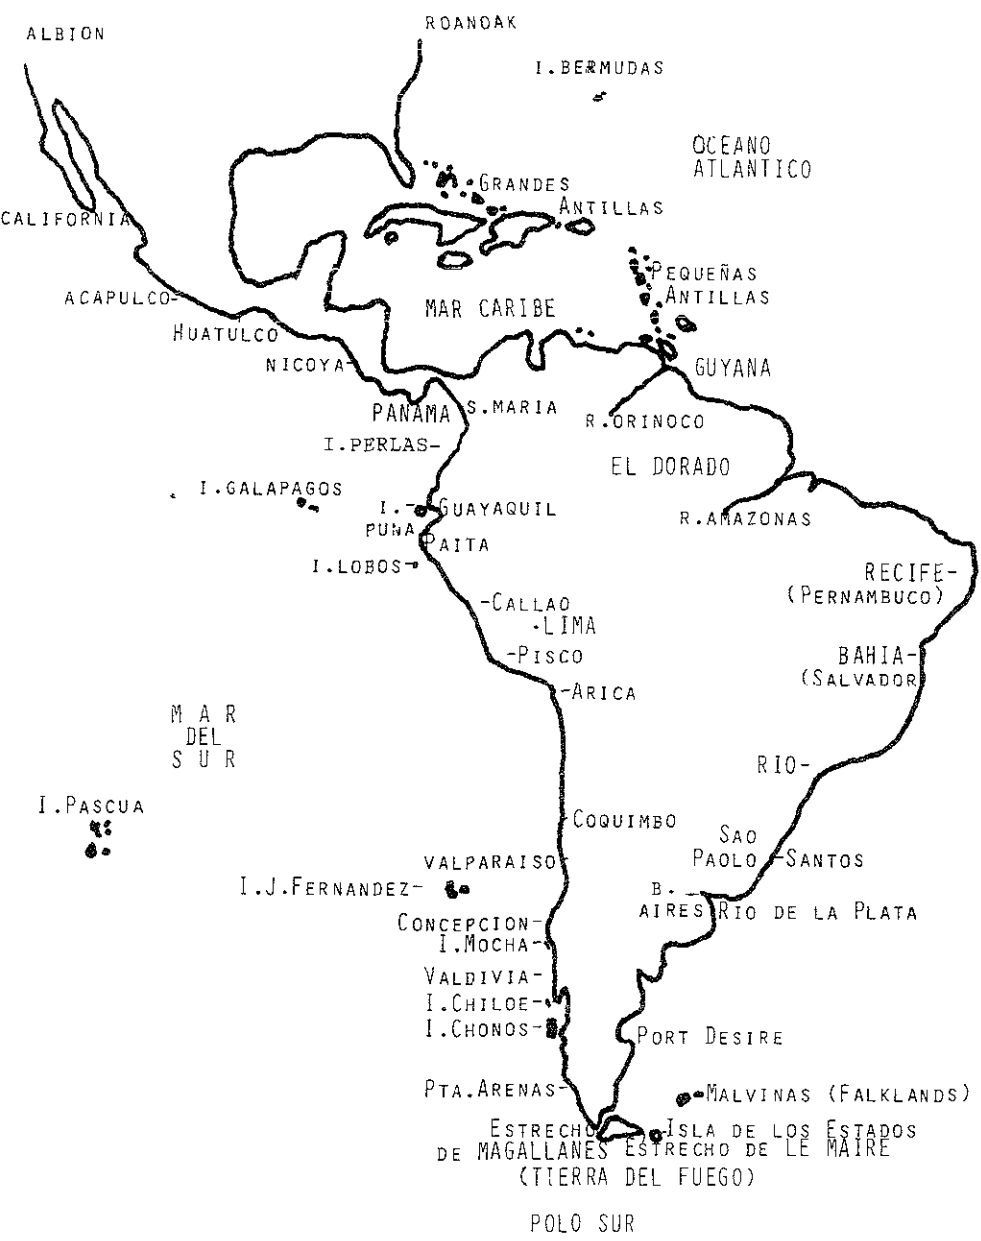 ROANOAK
ALBION
I.BERMUDAS
OCEANO
ATLANTICO
GRANDES
ANTILLAS
CALIFORNIA
PEQUEÑAS
ANTILLAS
ACAPULCO-
MAR CARIBE
HUATULCO
NICOYA-
GUYANA
PANAMA
S.MARIA
R.ORINOCO
I.PERLAS-
EL DORADO
I.GALAPAGOS
I.-
PUNA
GUAYAQUIL
R.AMAZONAS
PAITA
I.LOBOS-
RECIFE-
(PERNAMBUCO)
-CALLAO
·LIMA
-PISCO
BAHIA-
(SALVADOR
-ARICA
MAR
DEL
SUR
RIO-
I.PASCUA
-COQUIMBO
SAO
PAOLO
-SANTOS
VALPARAISO-
I.J.FERNANDEZ-
B.
AIRES
RIO DE LA PLATA
CONCEPCION-
I.MOCHA-
VALDIVIA-
I.CHILOE-
I.CHONOS-
PORT DESIRE
PTA.ARENAS-
-MALVINAS (FALKLANDS)
ESTRECHO
DE MAGALLANES
-ISLA DE LOS ESTADOS
ESTRECHO DE LE MAIRE
(TIERRA DEL FUEGO)
POLO SUR